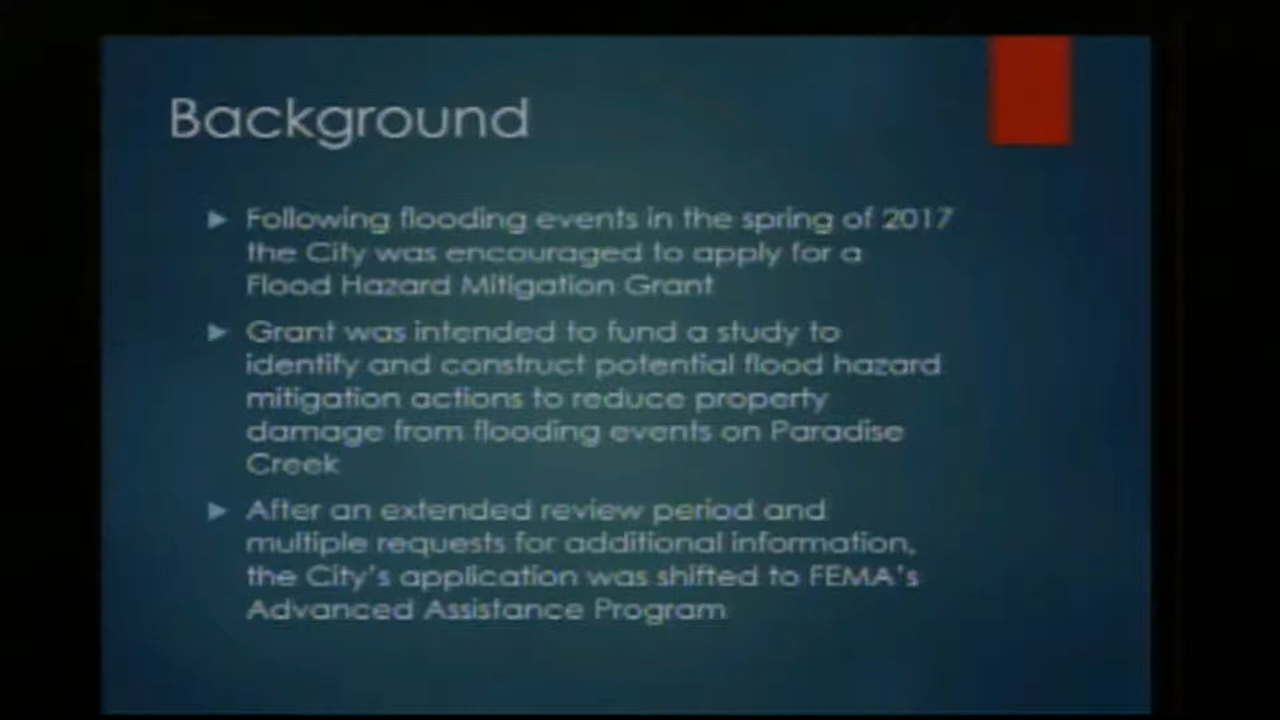 Background
Following flooding events in the spring of 2017
the City was encouraged to apply for a
Flood Hazard Mitigation Grant
Grant was intended to fund a study to
identify and construct potential flood hazard
mitigation actions to reduce property
damage from flooding events on Paradise
Creek
After an extended review period and
multiple requests for additional information,
the City's application was shifted to FEMA's
Advanced Assistance Program